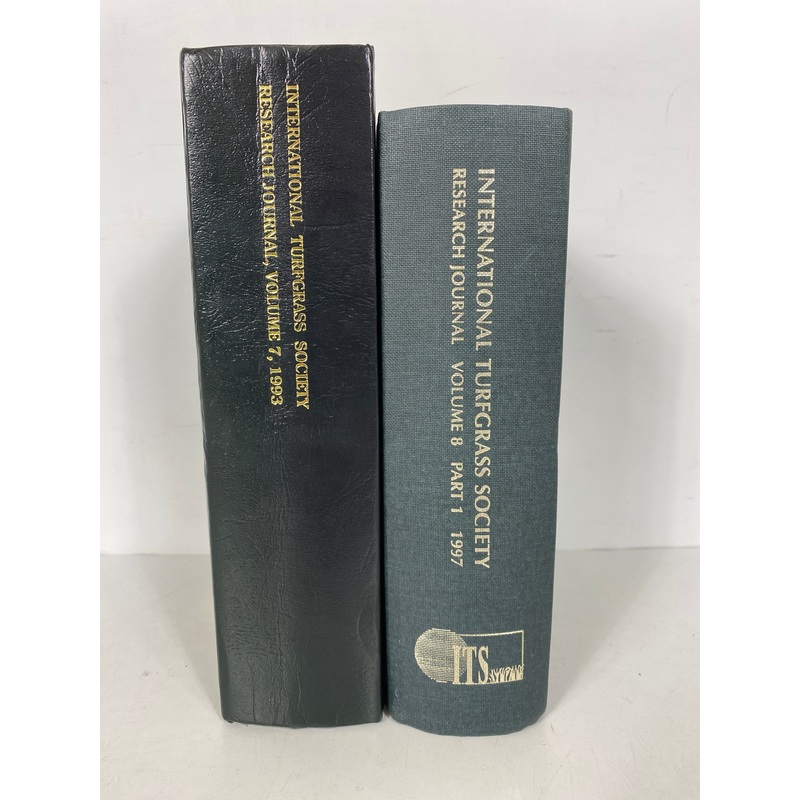 INTERNATIONAL TURFGRASS SOCIETY
RESEARCH JOURNAL, VOLUME 7, 1993
INTERNATIONAL TURFGRASS SOCIETY
RESEARCH JOURNAL VOLUME 8 PART 1 1997
ITS